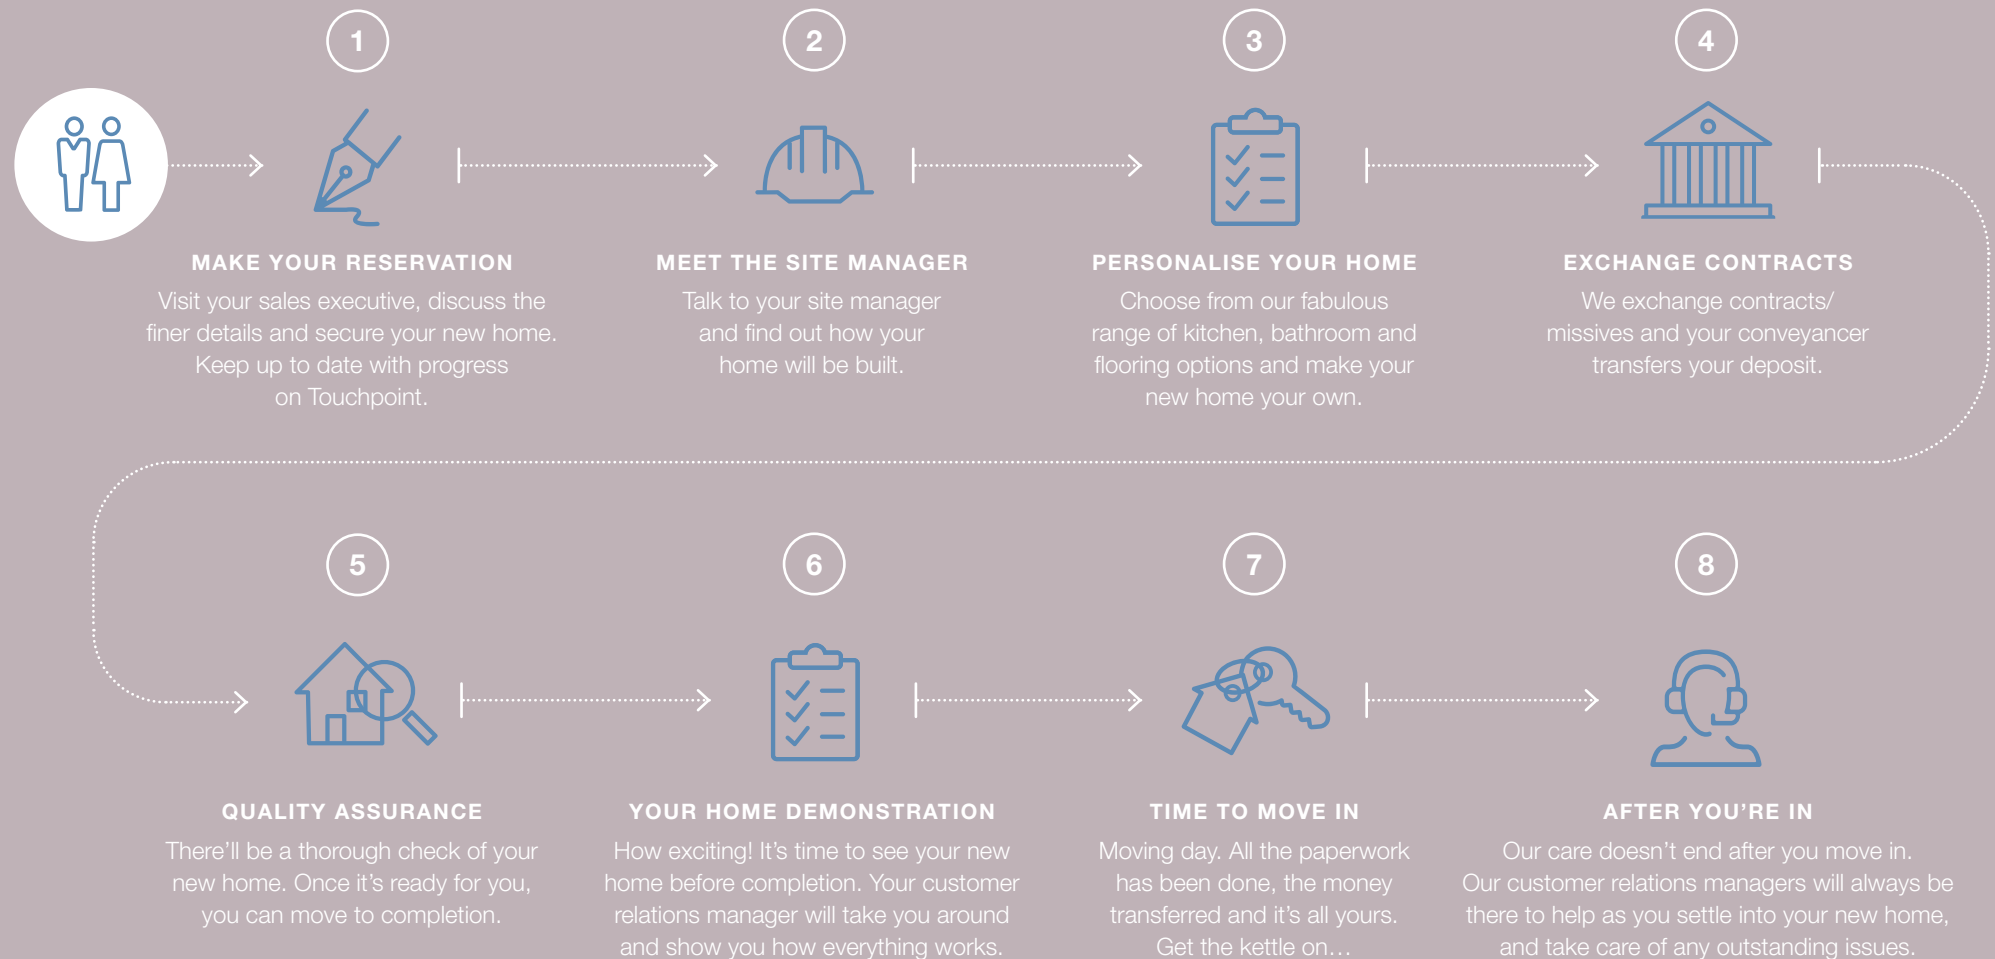 1
MAKE YOUR RESERVATION
Visit your sales executive, discuss the
finer details and secure your new home.
Keep up to date with progress
on Touchpoint.
2
MEET THE SITE MANAGER
Talk to your site manager
and find out how your
home will be built.
3
PERSONALISE YOUR HOME
Choose from our fabulous
range of kitchen, bathroom and
flooring options and make your
new home your own.
4
EXCHANGE CONTRACTS
We exchange contracts/
missives and your conveyancer
transfers your deposit.
5
QUALITY ASSURANCE
There’ll be a thorough check of your
new home. Once it’s ready for you,
you can move to completion.
6
YOUR HOME DEMONSTRATION
How exciting! It’s time to see your new
home before completion. Your customer
relations manager will take you around
and show you how everything works.
7
TIME TO MOVE IN
Moving day. All the paperwork
has been done, the money
transferred and it’s all yours.
Get the kettle on…
8
AFTER YOU’RE IN
Our care doesn’t end after you move in.
Our customer relations managers will always be
there to help as you settle into your new home,
and take care of any outstanding issues.